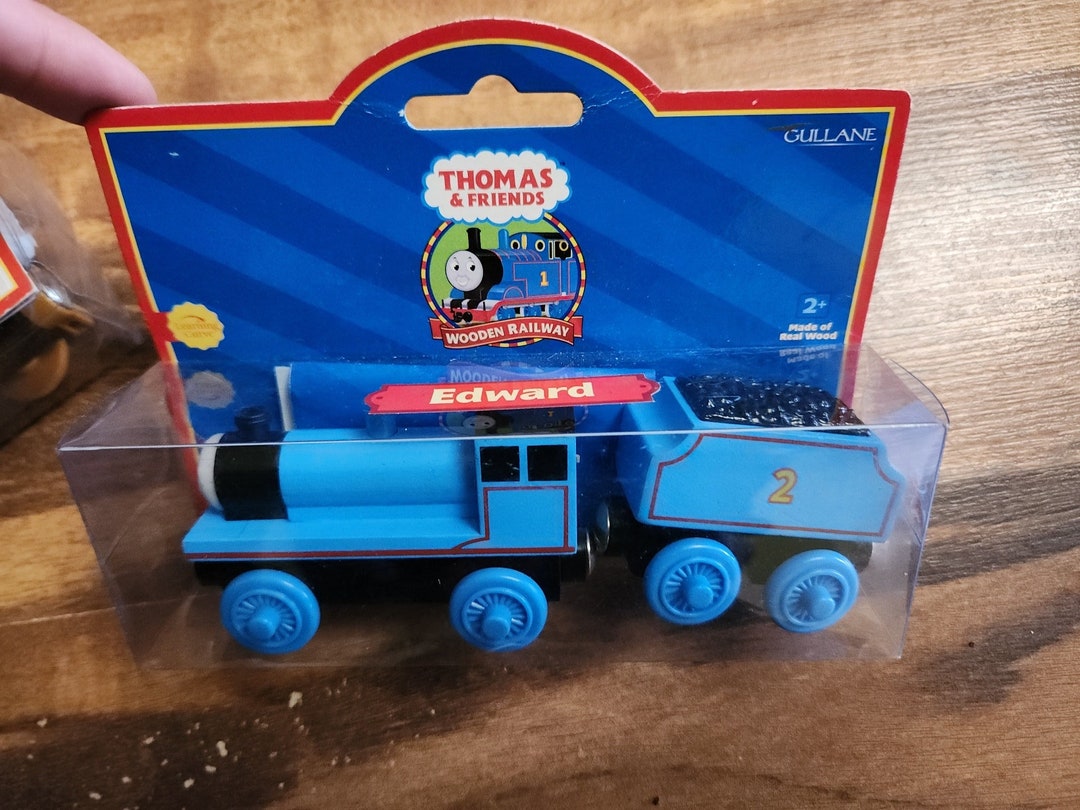 GULLANE
THOMAS
& FRIENDS
1
WOODEN RAILWAY
2+
Made of
Real Wood
Edward
2